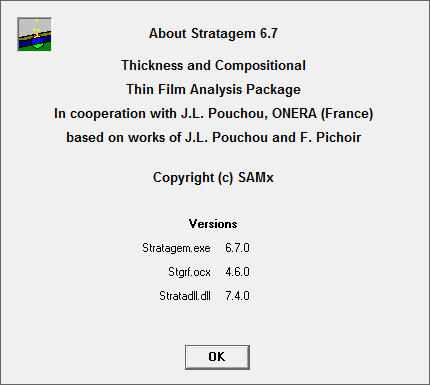 About Stratagem 6.7
Thickness and Compositional
Thin Film Analysis Package
In cooperation with J.L. Pouchou, ONERA (France)
based on works of J.L. Pouchou and F. Pichoir
Copyright (c) SAMx
Versions
Stratagem.exe 6.7.0
Stgrf.ocx 4.6.0
Stratadll.dll 7.4.0
OK